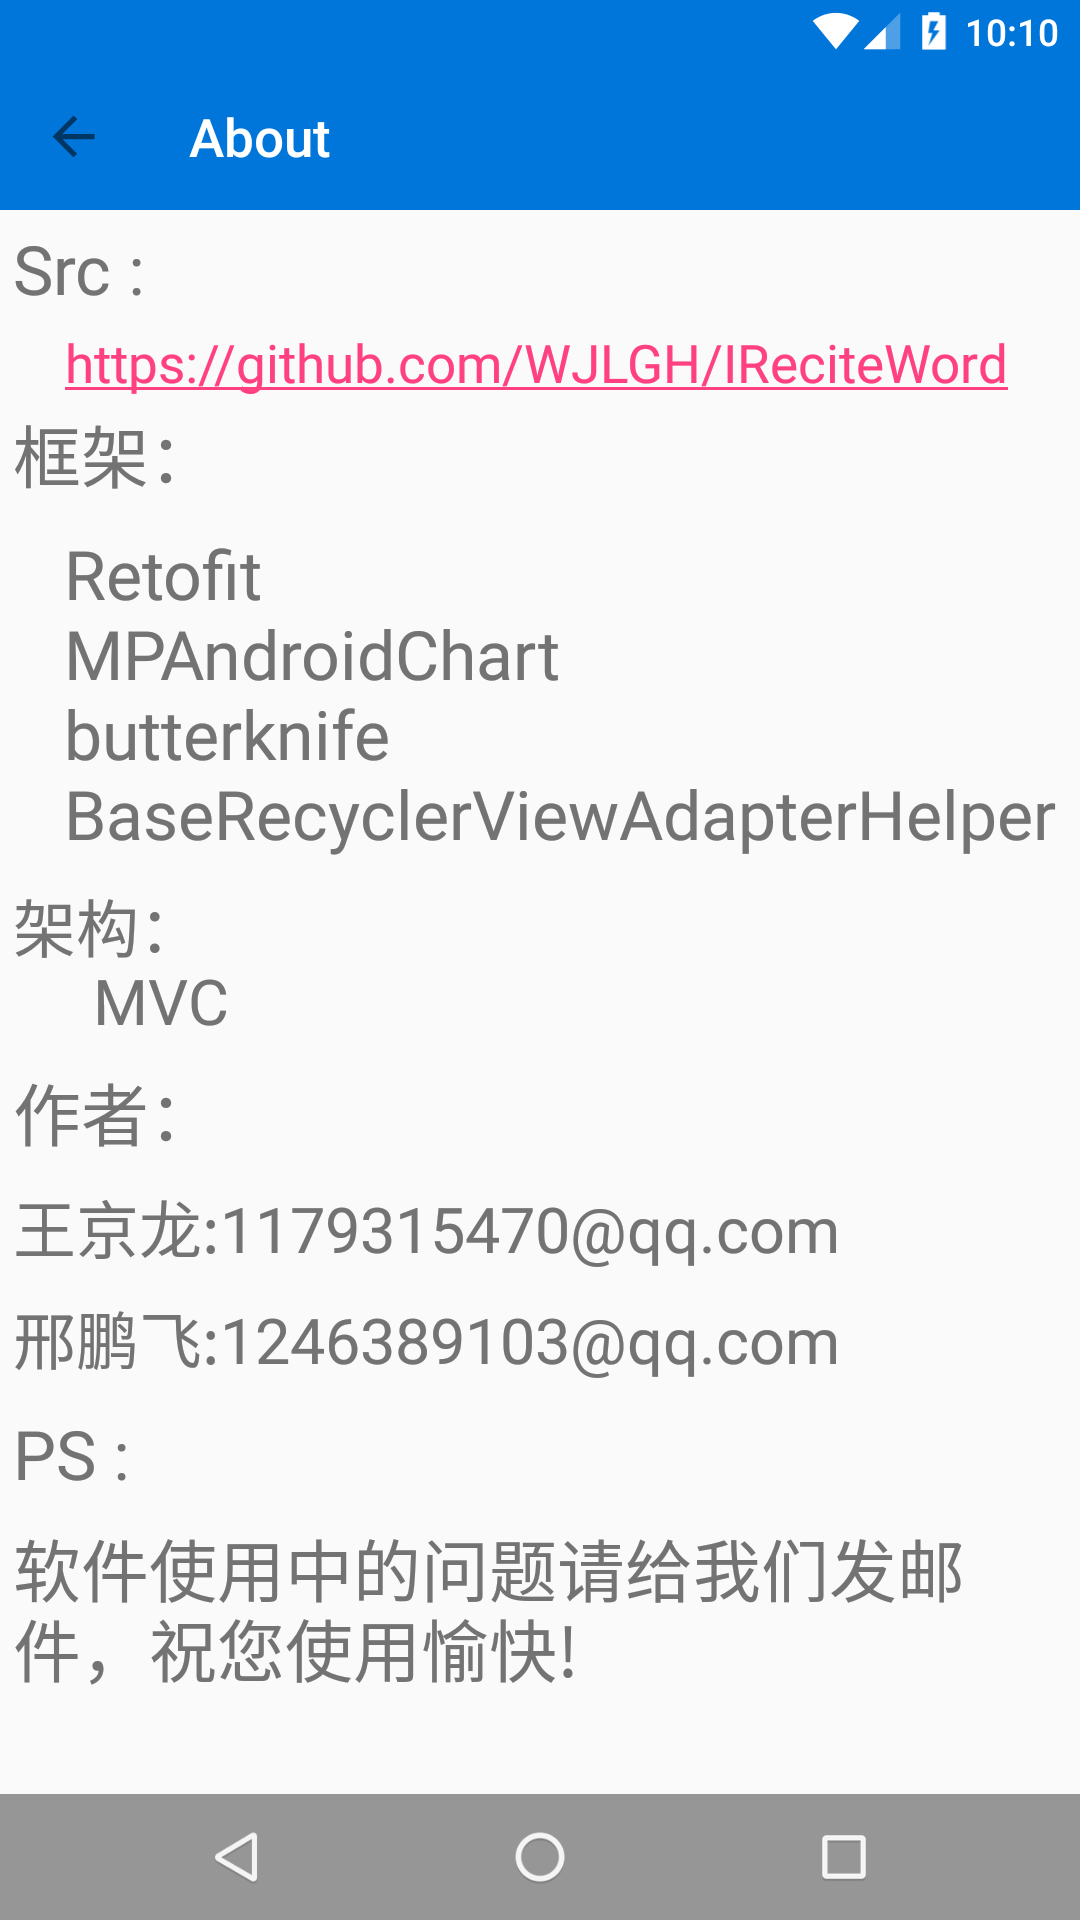 10:10
About
Src :
https://github.com/WJLGH/IReciteWord
框架：
Retofit
MPAndroidChart
butterknife
BaseRecyclerViewAdapterHelper
架构：
MVC
作者：
王京龙:1179315470@qq.com
邢鹏飞:1246389103@qq.com
PS :
软件使用中的问题请给我们发邮
件，祝您使用愉快!